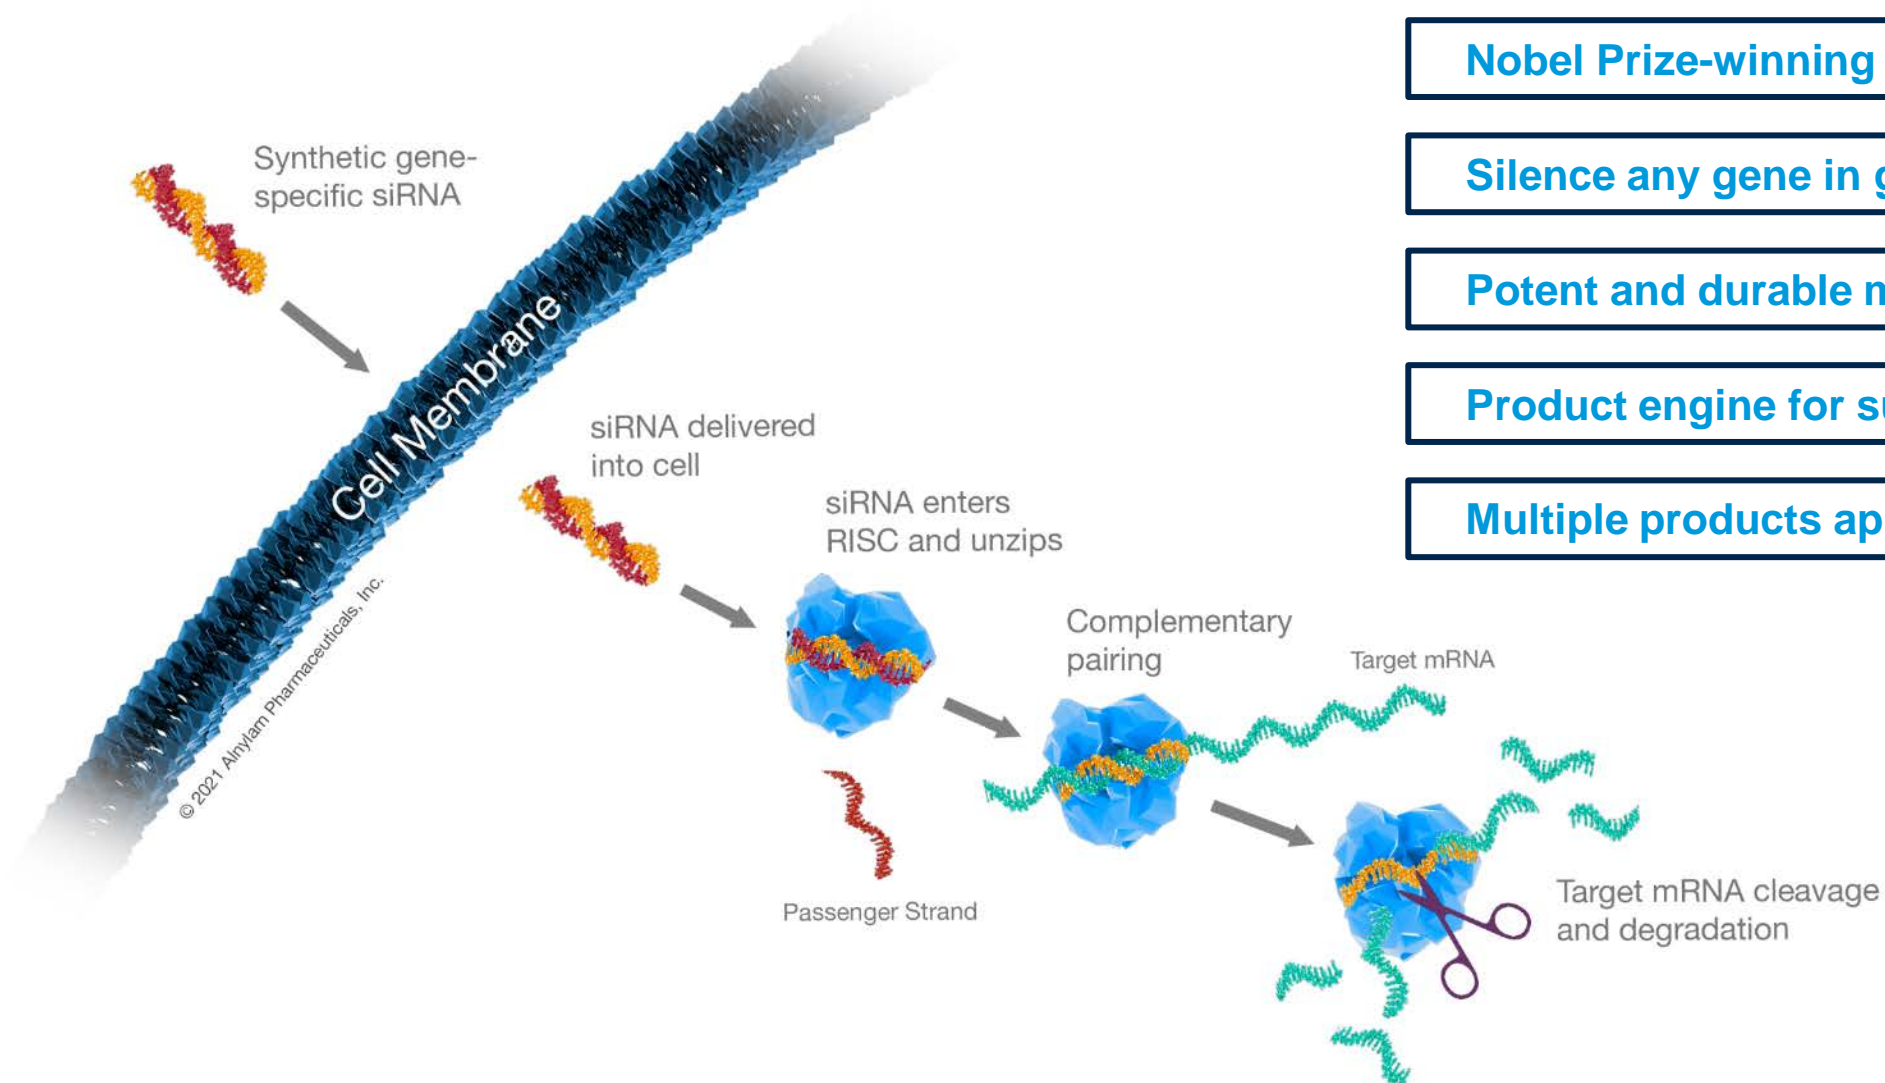 Nobel Prize-winning
Silence any gene in
Potent and durable
Product engine for
Multiple products
Synthetic gene-
specific siRNA
Cell Membrane
siRNA delivered
into cell
siRNA enters
RISC and unzips
Complementary
pairing
Target mRNA
Passenger Strand
Target mRNA cleavage
and degradation
© 2021 Alnylam Pharmaceuticals, Inc.